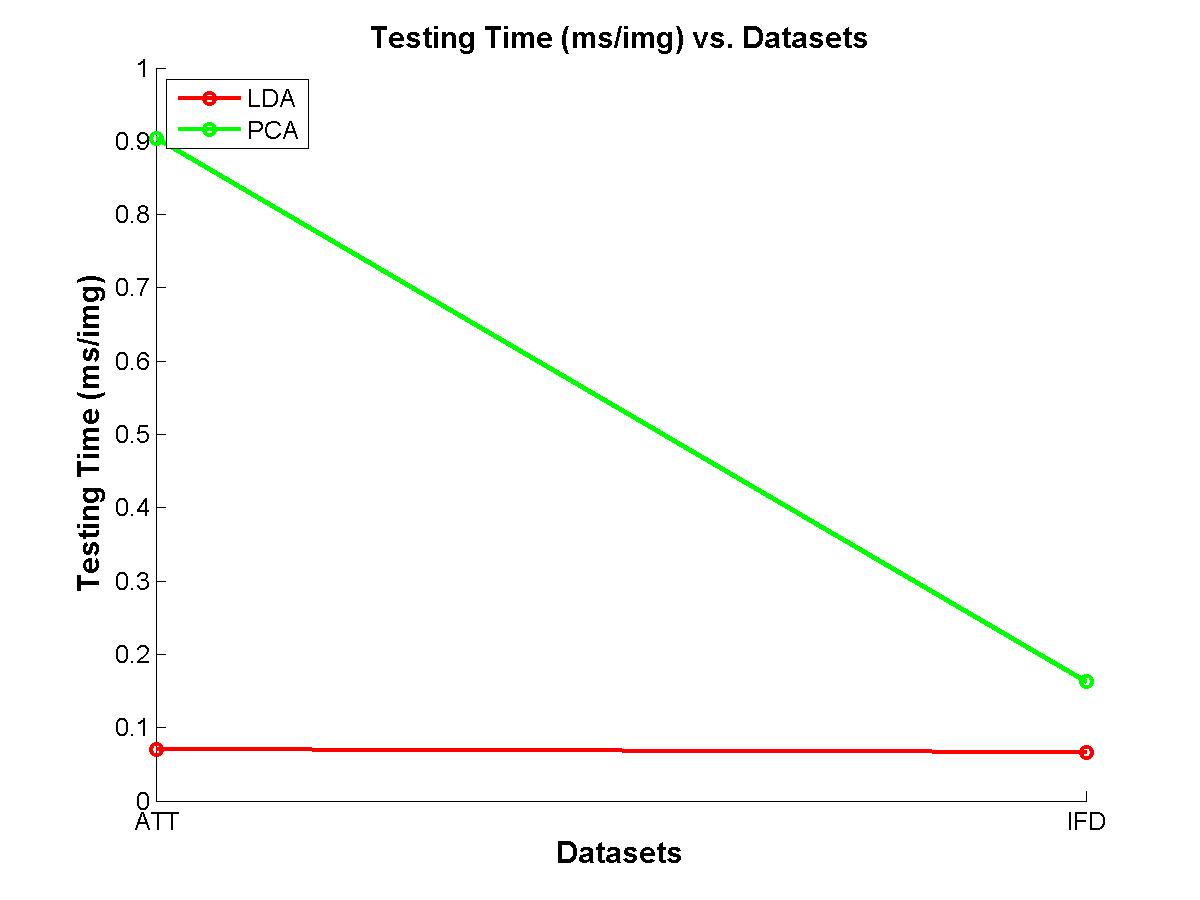 Testing Time (ms/img) vs. Datasets
1
LDA
PCA
0.9
0.8
0.7
0.6
0.5
0.4
0.3
0.2
0.1
0
Testing Time (ms/img)
ATT
IFD
Datasets